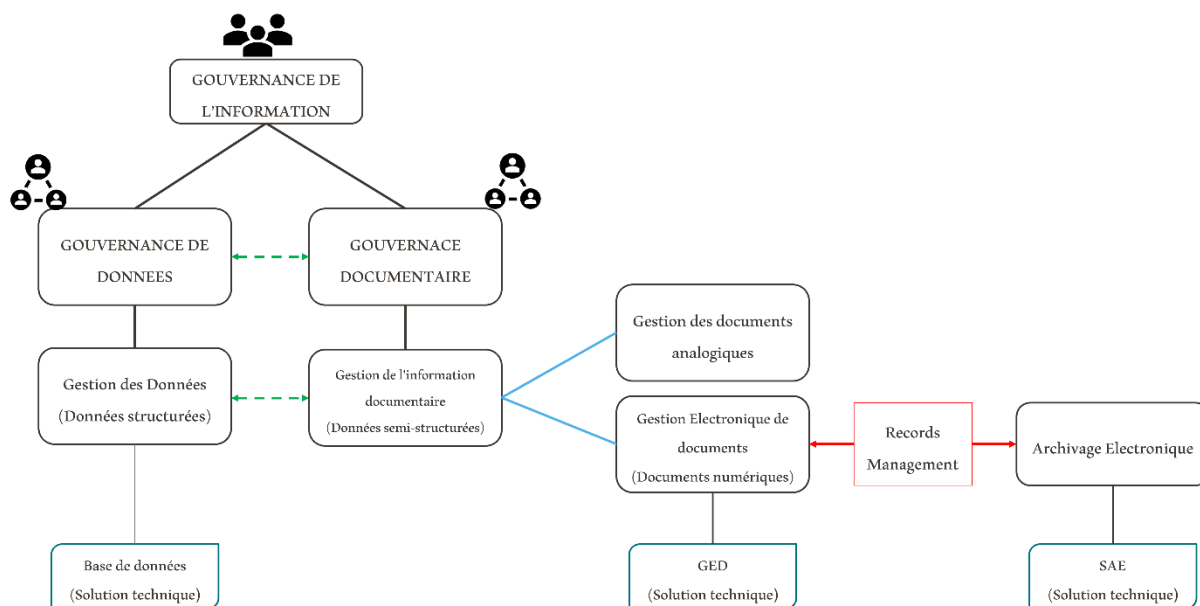 GOUVERNANCE DE
L'INFORMATION
GOUVERNANCE DE
DONNEES
GOUVERNACE
DOCUMENTAIRE
Gestion des Données
(Données structurées)
Gestion de l'information
documentaire
(Données semi-structurées)
Gestion des documents
analogiques
Gestion Electronique de
documents
(Documents numériques)
Records
Management
Archivage Electronique
Base de données
(Solution technique)
GED
(Solution technique)
SAE
(Solution technique)